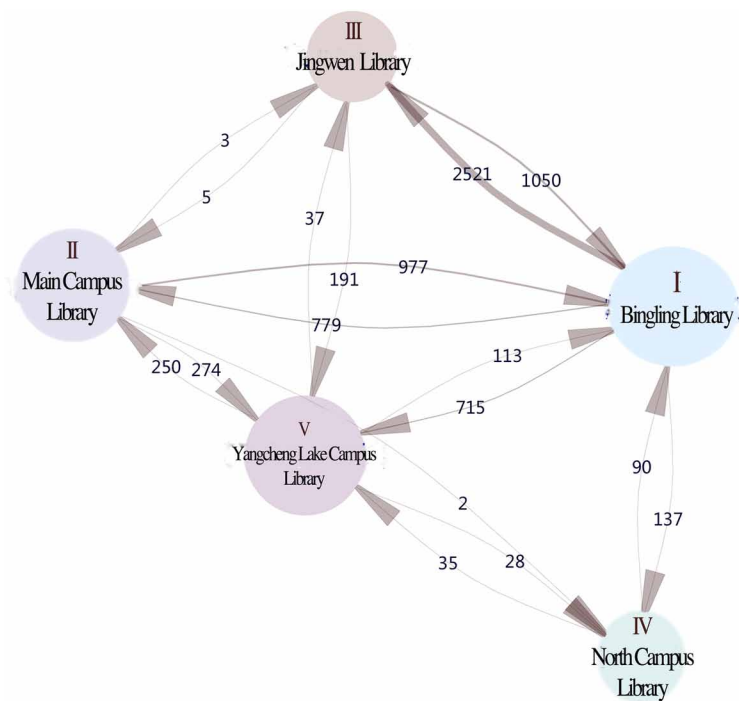 III
Jingwen Library
3
2521
1050
5
37
II
Main Campus
Library
977
I
Bingling Library
191
779
250
274
113
715
V
Yangcheng Lake Campus
Library
90
2
137
35
28
IV
North Campus
Library